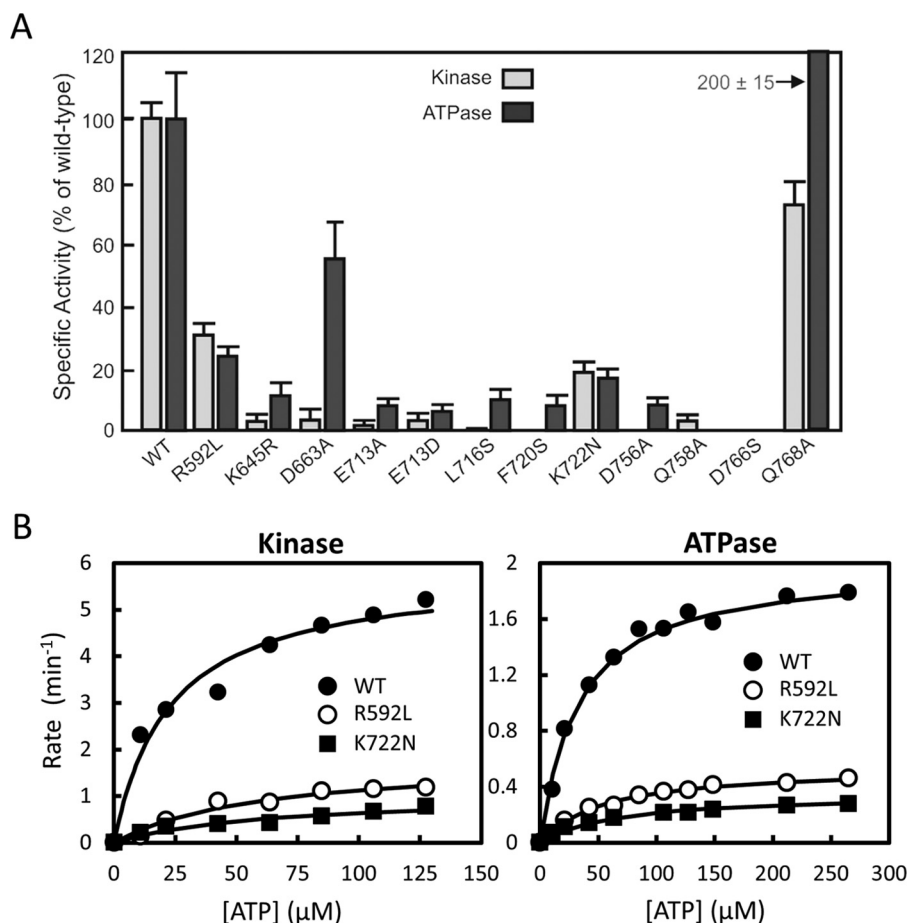 A
Specific Activity (% of wild-type)
120
100
80
60
40
20
0
Kinase
ATPase
200 ± 15
WT
R592L
K645R
D663A
E713A
E713D
L716S
F720S
K722N
D756A
Q758A
D766S
Q768A
B
Kinase
Rate (min-1)
6
5
4
3
2
1
0
WT
R592L
K722N
0
25
50
75
100
125
150
[ATP] (µM)
ATPase
2
1.6
1.2
0.8
0.4
0
WT
R592L
K722N
0
50
100
150
200
250
300
[ATP] (µM)